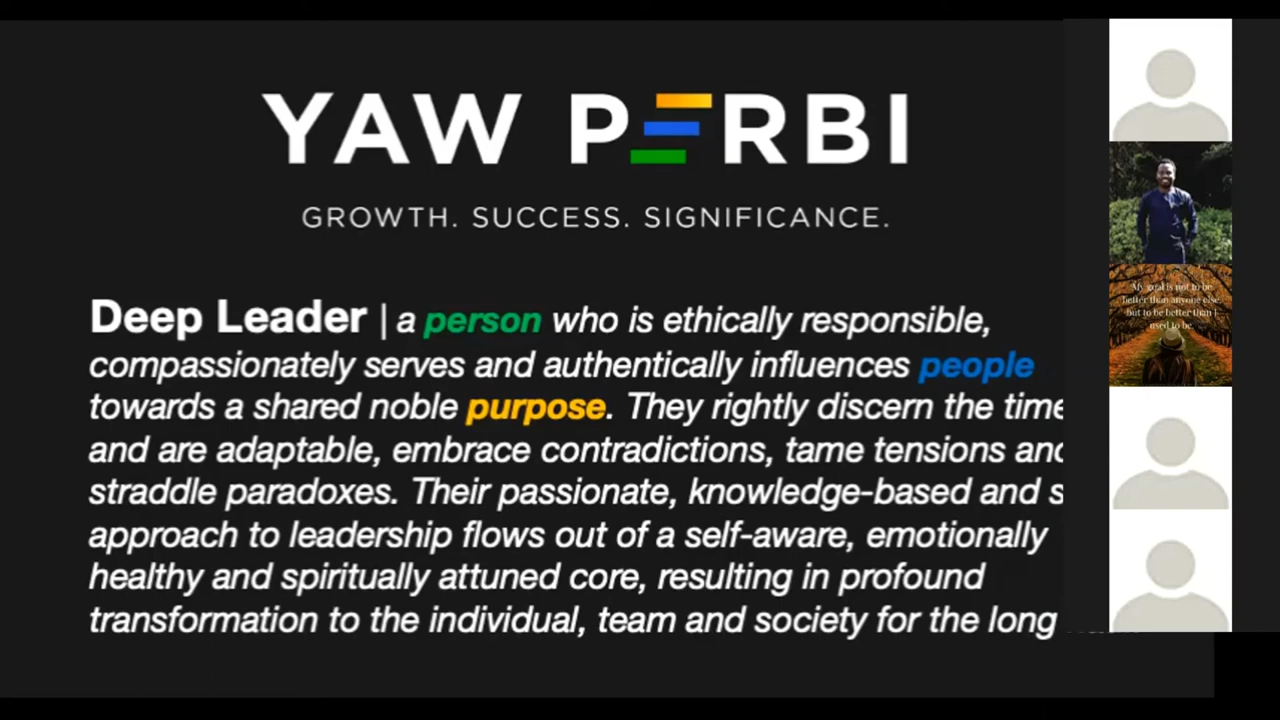 YAW PERBI
GROWTH. SUCCESS. SIGNIFICANCE.
Deep Leader | a person who is ethically responsible,
compassionately serves and authentically influences people
towards a shared noble purpose. They rightly discern the time
and are adaptable, embrace contradictions, tame tensions and
straddle paradoxes. Their passionate, knowledge-based and s
approach to leadership flows out of a self-aware, emotionally
healthy and spiritually attuned core, resulting in profound
transformation to the individual, team and society for the long
My goal is not to be
better than anyone else,
but to be better than I
used to be.